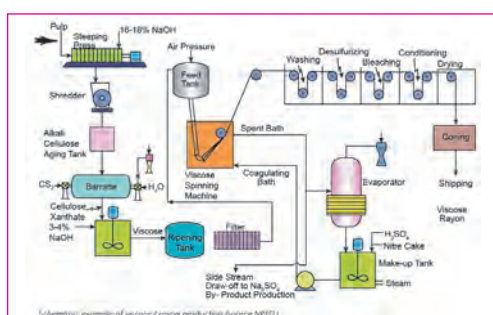 Pulp
16-18% NaOH
Sleeping
Press
Shredder
Alkali
Cellulose
Aging Tank
CS2
Barrette
H2O
Cellulose
Xanthate
3-4%
NaOH
Viscose
Ripening
Tank
Filter
Air Pressure
Feed
Tank
Viscose
Spinning
Machine
Spent Bath
Coagulating
Bath
Side Stream
Draw-off to Na2SO4
By- Product Production
Washing
Desulfurizing
Bleaching
Conditioning
Drying
Coning
Shipping
Viscose
Rayon
Evaporator
H2SO4
Nitre Cake
Make-up Tank
Steam